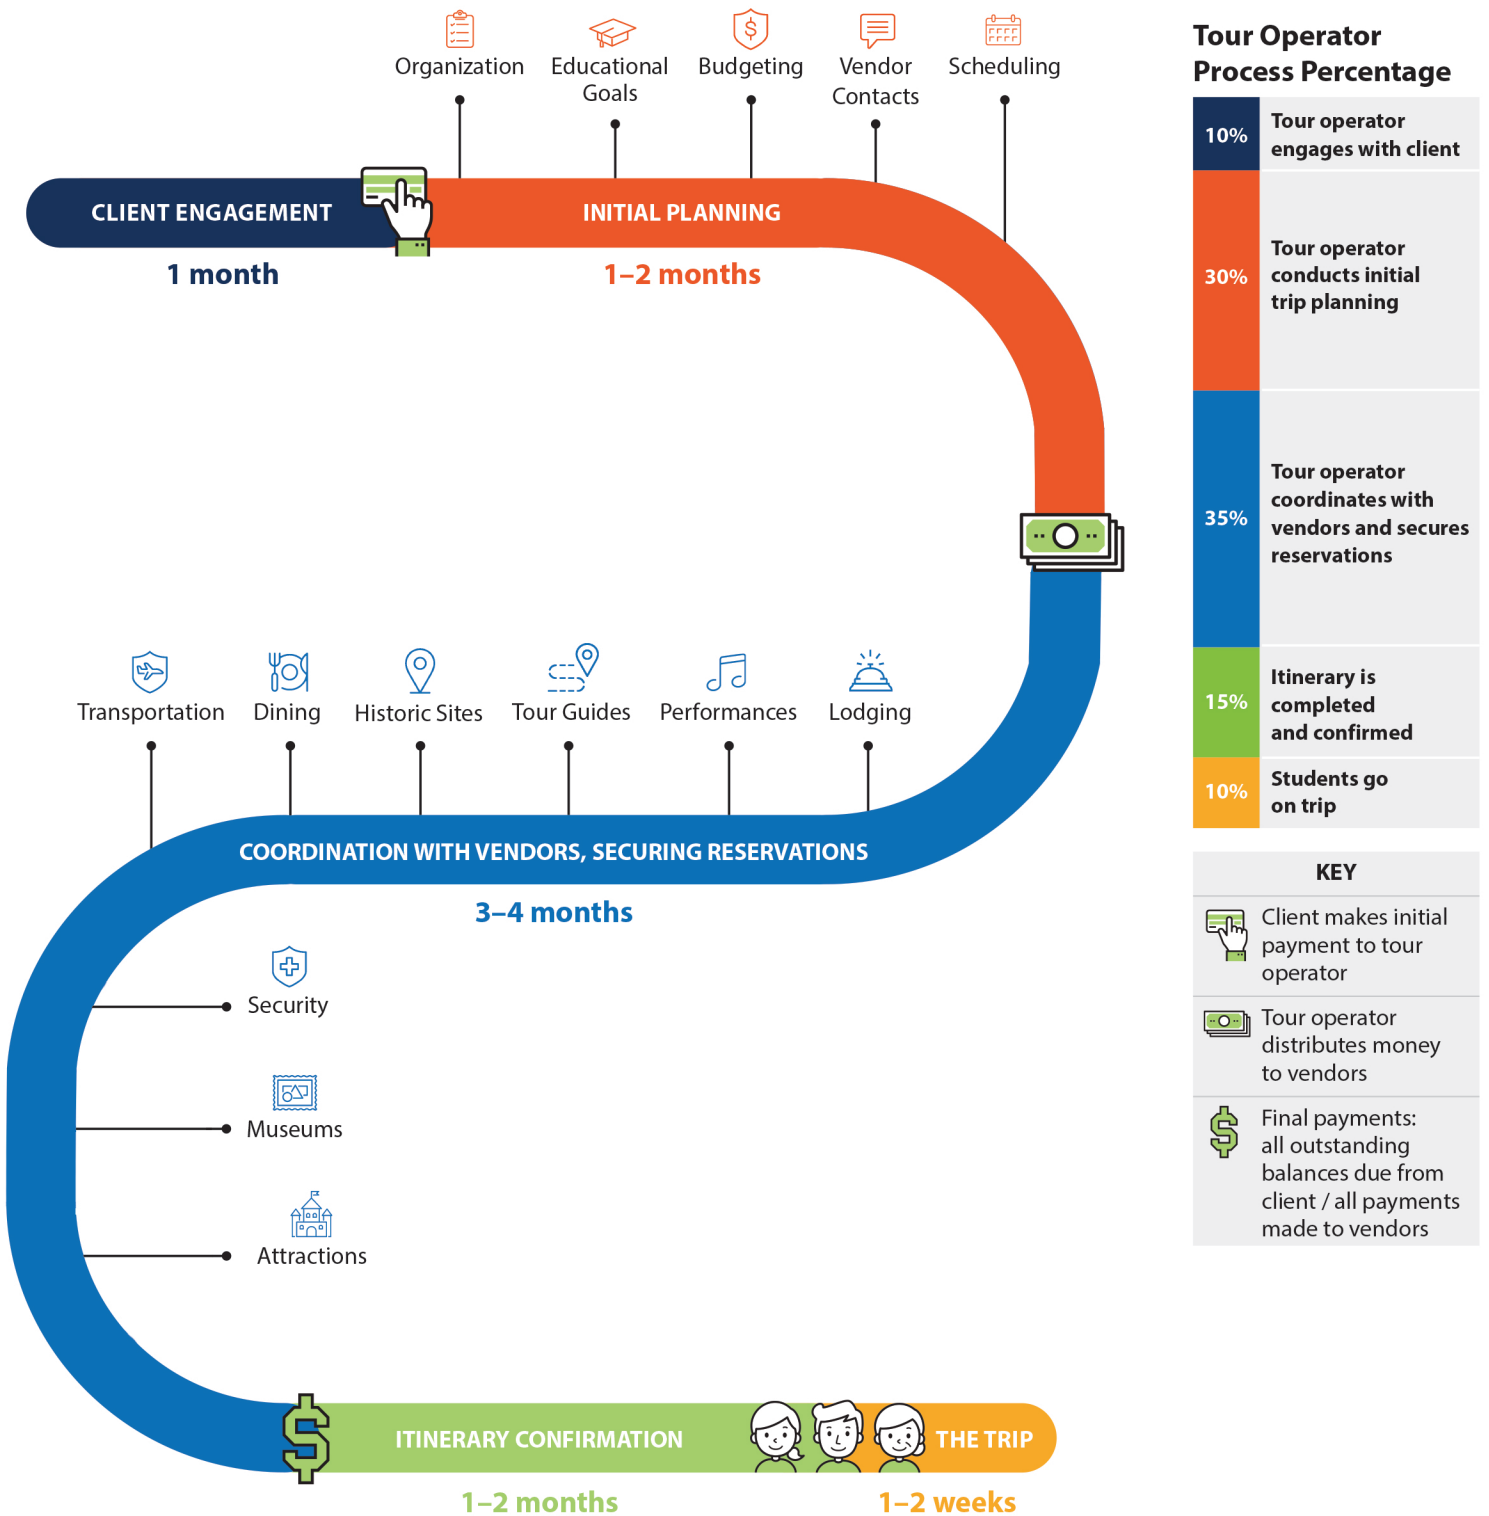 Organization
Educational
Goals
Budgeting
Vendor
Contacts
Scheduling
CLIENT ENGAGEMENT
INITIAL PLANNING
1 month
1–2 months
Transportation
Dining
Historic Sites
Tour Guides
Performances
Lodging
COORDINATION WITH VENDORS, SECURING RESERVATIONS
3–4 months
Security
Museums
Attractions
ITINERARY CONFIRMATION
THE TRIP
1–2 months
1–2 weeks
Tour Operator
Process Percentage
10%
Tour operator
engages with client
30%
Tour operator
conducts initial
trip planning
35%
Tour operator
coordinates with
vendors and secures
reservations
15%
Itinerary is
completed
and confirmed
10%
Students go
on trip
KEY
Client makes initial
payment to tour
operator
Tour operator
distributes money
to vendors
Final payments:
all outstanding
balances due from
client / all payments
made to vendors